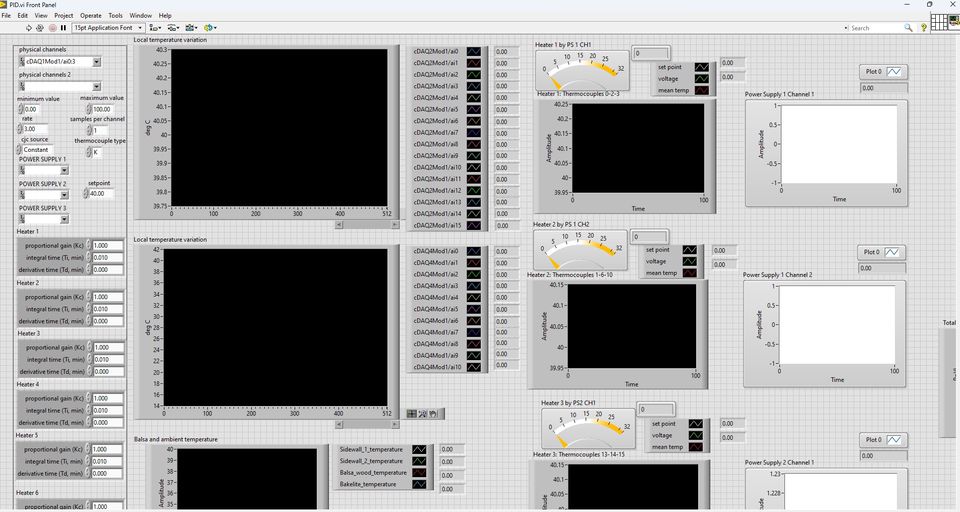 PID.vi Front Panel
File Edit View Project Operate Tools Window Help
15pt Application Font
Search
physical channels
cDAQ1Mod1/ai0:3
physical channels 2
minimum value
0.00
maximum value
100.00
rate
3.00
samples per channel
1
cjc source
Constant
thermocouple type
K
POWER SUPPLY 1
POWER SUPPLY 2
POWER SUPPLY 3
setpoint
40.00
Heater 1
proportional gain (Kc) 1.000
integral time (Ti, min) 0.010
derivative time (Td, min) 0.000
Heater 2
proportional gain (Kc) 1.000
integral time (Ti, min) 0.010
derivative time (Td, min) 0.000
Heater 3
proportional gain (Kc) 1.000
integral time (Ti, min) 0.010
derivative time (Td, min) 0.000
Heater 4
proportional gain (Kc) 1.000
integral time (Ti, min) 0.010
derivative time (Td, min) 0.000
Heater 5
proportional gain (Kc) 1.000
integral time (Ti, min) 0.010
derivative time (Td, min) 0.000
Heater 6
proportional gain (Kc) 1.000
Local temperature variation
deg C
40.3
40.25
40.2
40.15
40.1
40.05
40
39.95
39.9
39.85
39.8
39.75
0 100 200 300 400 512
cDAQ2Mod1/ai0 0.00
cDAQ2Mod1/ai1 0.00
cDAQ2Mod1/ai2 0.00
cDAQ2Mod1/ai3 0.00
cDAQ2Mod1/ai4 0.00
cDAQ2Mod1/ai5 0.00
cDAQ2Mod1/ai6 0.00
cDAQ2Mod1/ai7 0.00
cDAQ2Mod1/ai8 0.00
cDAQ2Mod1/ai9 0.00
cDAQ2Mod1/ai10 0.00
cDAQ2Mod1/ai11 0.00
cDAQ2Mod1/ai12 0.00
cDAQ2Mod1/ai13 0.00
cDAQ2Mod1/ai14 0.00
cDAQ2Mod1/ai15 0.00
Local temperature variation
deg C
42
40
38
36
34
32
30
28
26
24
22
20
18
16
14
0 100 200 300 400 512
cDAQ4Mod1/ai0 0.00
cDAQ4Mod1/ai1 0.00
cDAQ4Mod1/ai2 0.00
cDAQ4Mod1/ai3 0.00
cDAQ4Mod1/ai4 0.00
cDAQ4Mod1/ai5 0.00
cDAQ4Mod1/ai6 0.00
cDAQ4Mod1/ai7 0.00
cDAQ4Mod1/ai8 0.00
cDAQ4Mod1/ai9 0.00
cDAQ4Mod1/ai10 0.00
Balsa and ambient temperature
Amplitude
40
39
38
37
36
35
Sidewall_1_temperature 0.00
Sidewall_2_temperature 0.00
Balsa_wood_temperature 0.00
Bakelite_temperature 0.00
Heater 1 by PS 1 CH1
0 5 10 15 20 25 32
0
set point 0.00
voltage 0.00
mean temp
Heater 1: Thermocouples 0-2-3
Amplitude
40.25
40.2
40.15
40.1
40.05
40
39.95
0 100
Time
Plot 0
0.00
Power Supply 1 Channel 1
Amplitude
1
0.5
0
-0.5
-1
0 100
Time
Heater 2 by PS 1 CH2
0 5 10 15 20 25 32
0
set point 0.00
voltage 0.00
mean temp
Heater 2: Thermocouples 1-6-10
Amplitude
40.15
40.1
40.05
40
39.95
0 100
Time
Plot 0
0.00
Power Supply 1 Channel 2
Amplitude
1
0.5
0
-0.5
-1
0 100
Time
Total
Heater 3 by PS2 CH1
0 5 10 15 20 25 32
0
set point 0.00
voltage 0.00
mean temp
Heater 3: Thermocouples 13-14-15
40.15
40.1
Plot 0
0.00
Power Supply 2 Channel 1
1.23
1.228